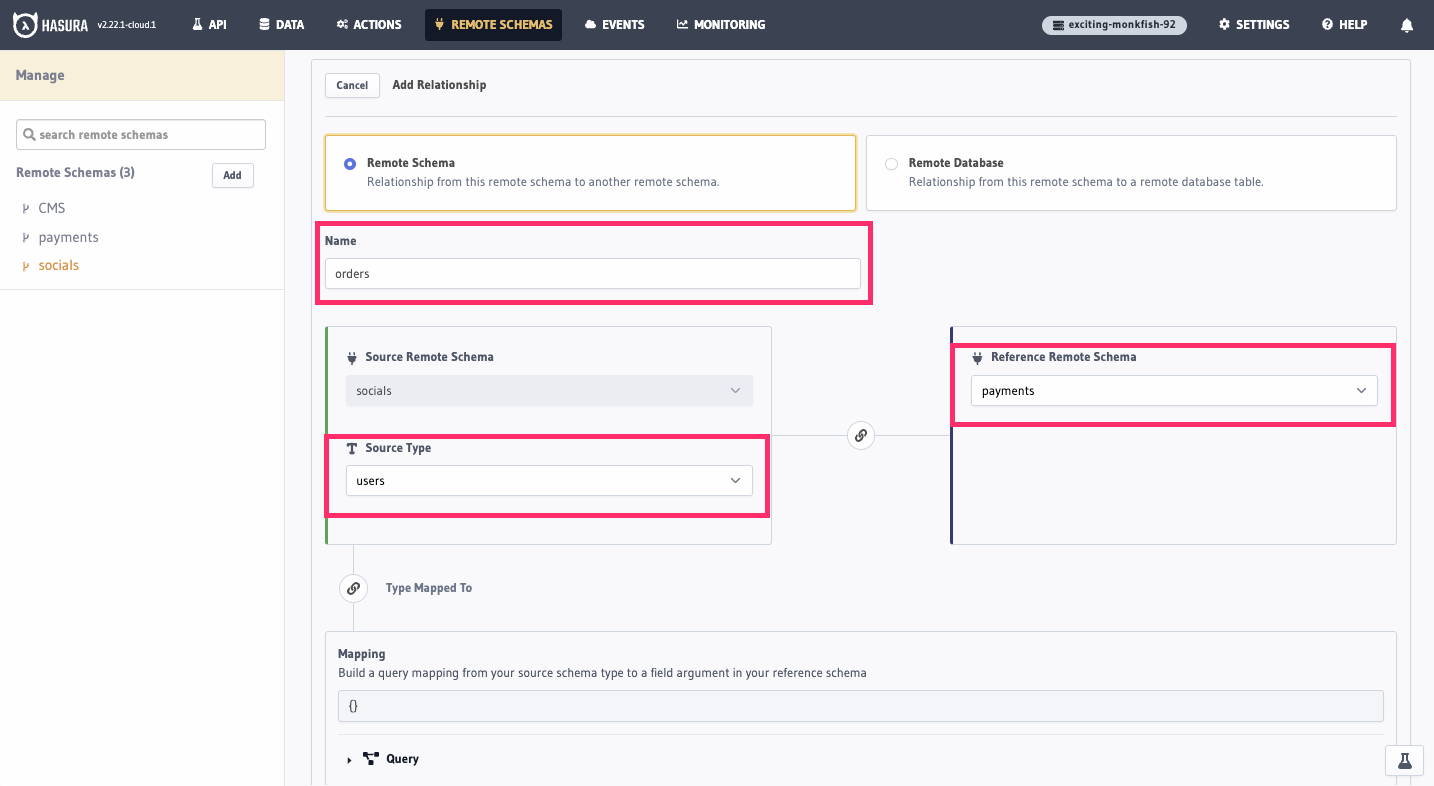 HASURA v2.22.1-cloud.1 API DATA ACTIONS REMOTE SCHEMAS EVENTS MONITORING exciting-monkfish-92 SETTINGS HELP
Manage
search remote schemas
Remote Schemas (3) Add
CMS
payments
socials
Cancel Add Relationship
Remote Schema
Relationship from this remote schema to another remote schema.
Remote Database
Relationship from this remote schema to a remote database table.
Name
orders
Source Remote Schema
socials
Source Type
users
Reference Remote Schema
payments
Type Mapped To
Mapping
Build a query mapping from your source schema type to a field argument in your reference schema
{}
Query